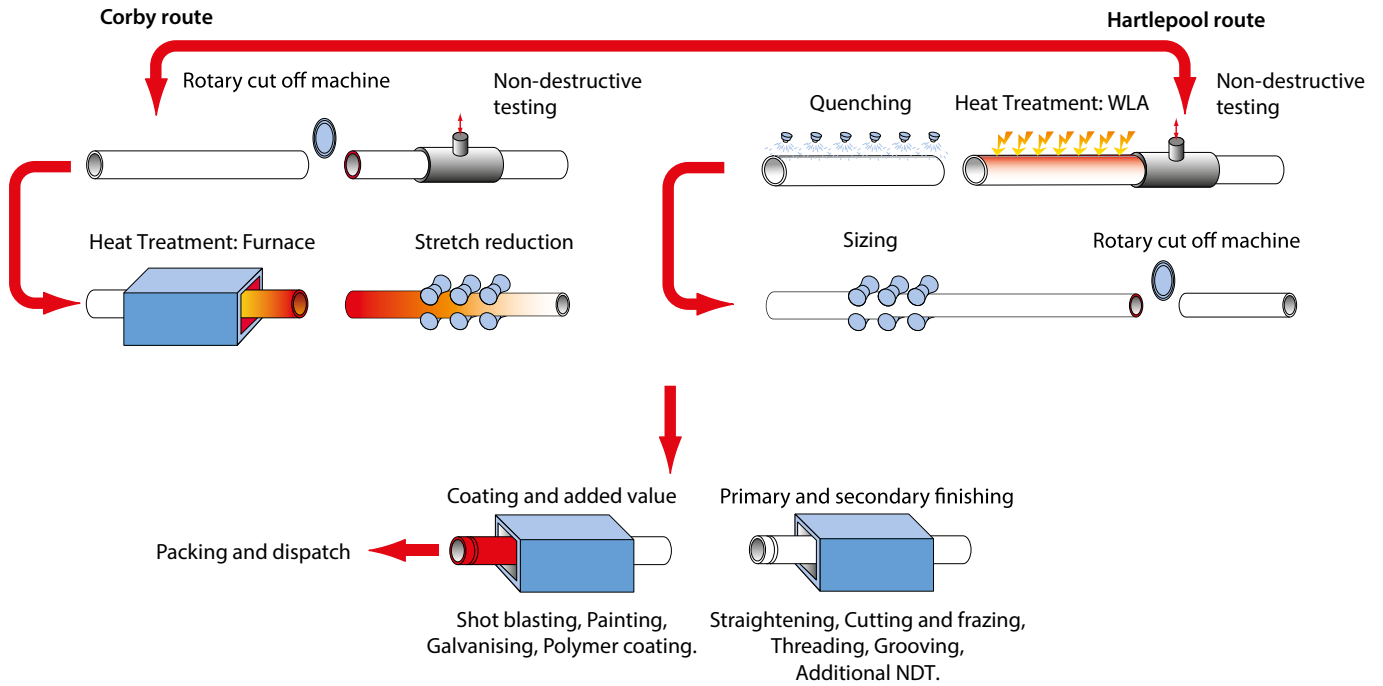 Corby route
Hartlepool route
Rotary cut off machine
Non-destructive
testing
Quenching
Heat Treatment: WLA
Non-destructive
testing
Heat Treatment: Furnace
Stretch reduction
Sizing
Rotary cut off machine
Coating and added value
Primary and secondary finishing
Packing and dispatch
Shot blasting, Painting,
Galvanising, Polymer coating.
Straightening, Cutting and frazing,
Threading, Grooving,
Additional NDT.